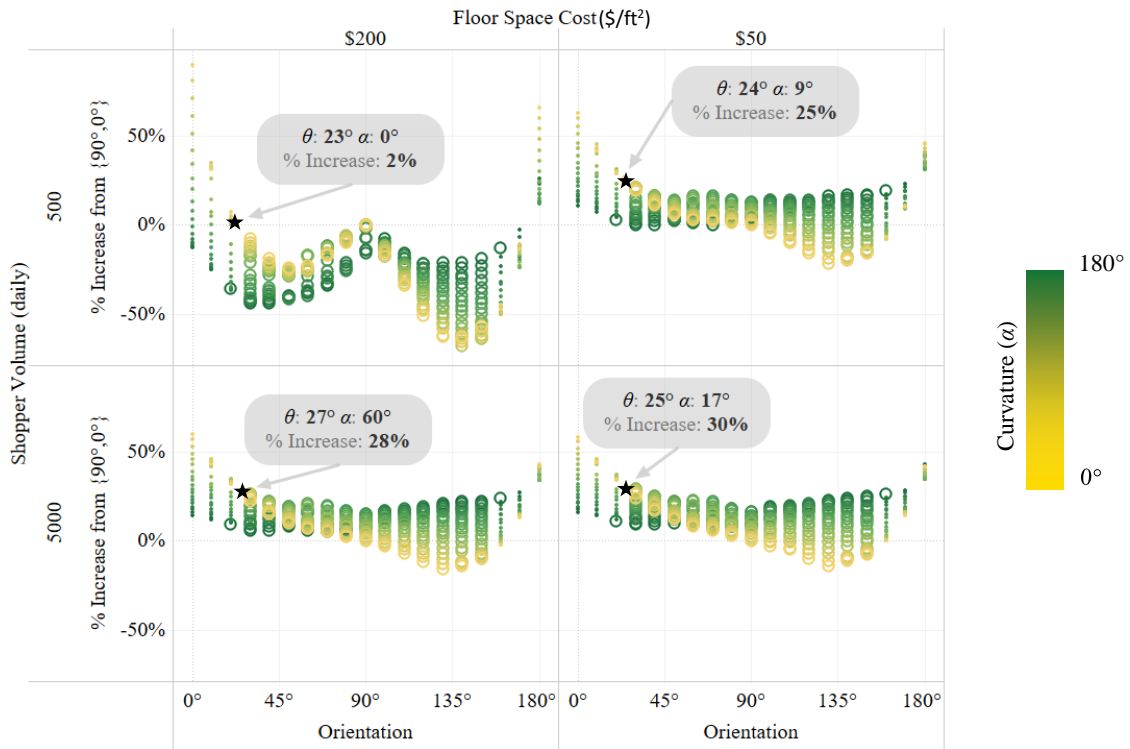 Floor Space Cost($/ft²)
$200
$50
Shopper Volume (daily)
500
% Increase from {90°,0°}
50%
0%
-50%
θ: 23° α: 0°
% Increase: 2%
θ: 24° α: 9°
% Increase: 25%
5000
% Increase from {90°,0°}
50%
0%
-50%
θ: 27° α: 60°
% Increase: 28%
θ: 25° α: 17°
% Increase: 30%
0° 45° 90° 135° 180°
Orientation
0° 45° 90° 135° 180°
Orientation
Curvature (α)
180°
0°